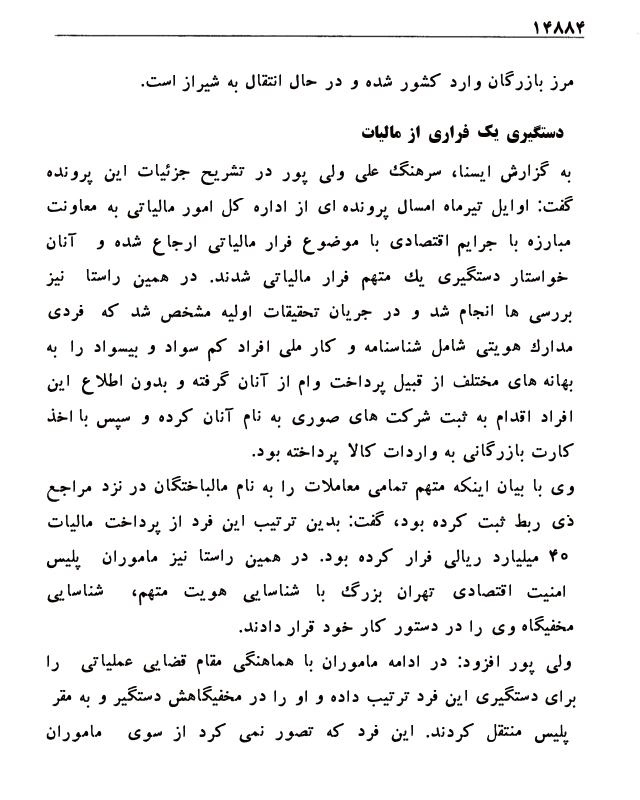 ۱۴۸۸۴
مرز بازرگان وارد کشور شده و در حال انتقال به شیراز است.
دستگیری یک فراری از مالیات
به گزارش ایسنا، سرهنگ علی ولی پور در تشریح جزئیات این پرونده
گفت: اوایل تیرماه امسال پرونده ای از اداره کل امور مالیاتی به معاونت
مبارزه با جرایم اقتصادی با موضوع فرار مالیاتی ارجاع شده و آنان
خواستار دستگیری یك متهم فرار مالیاتی شدند. در همین راستا نیز
بررسی ها انجام شد و در جریان تحقیقات اولیه مشخص شد که فردی
مدارك هویتی شامل شناسنامه و کار ملی افراد کم سواد و بیسواد را به
بهانه های مختلف از قبیل پرداخت وام از آنان گرفته و بدون اطلاع این
افراد اقدام به ثبت شرکت های صوری به نام آنان کرده و سپس با اخذ
کارت بازرگانی به واردات کالا پرداخته بود.
وی با بیان اینکه متهم تمامی معاملات را به نام مالباختگان در نزد مراجع
ذی ربط ثبت کرده بود، گفت: بدین ترتیب این فرد از پرداخت مالیات
۴۰ میلیارد ریالی فرار کرده بود. در همین راستا نیز ماموران پلیس
امنیت اقتصادی تهران بزرگ با شناسایی هویت متهم، شناسایی
مخفیگاه وی را در دستور کار خود قرار دادند.
ولی پور افزود: در ادامه ماموران با هماهنگی مقام قضایی عملیاتی را
برای دستگیری این فرد ترتیب داده و او را در مخفیگاهش دستگیر و به مقر
پلیس منتقل کردند. این فرد که تصور نمی کرد از سوی ماموران